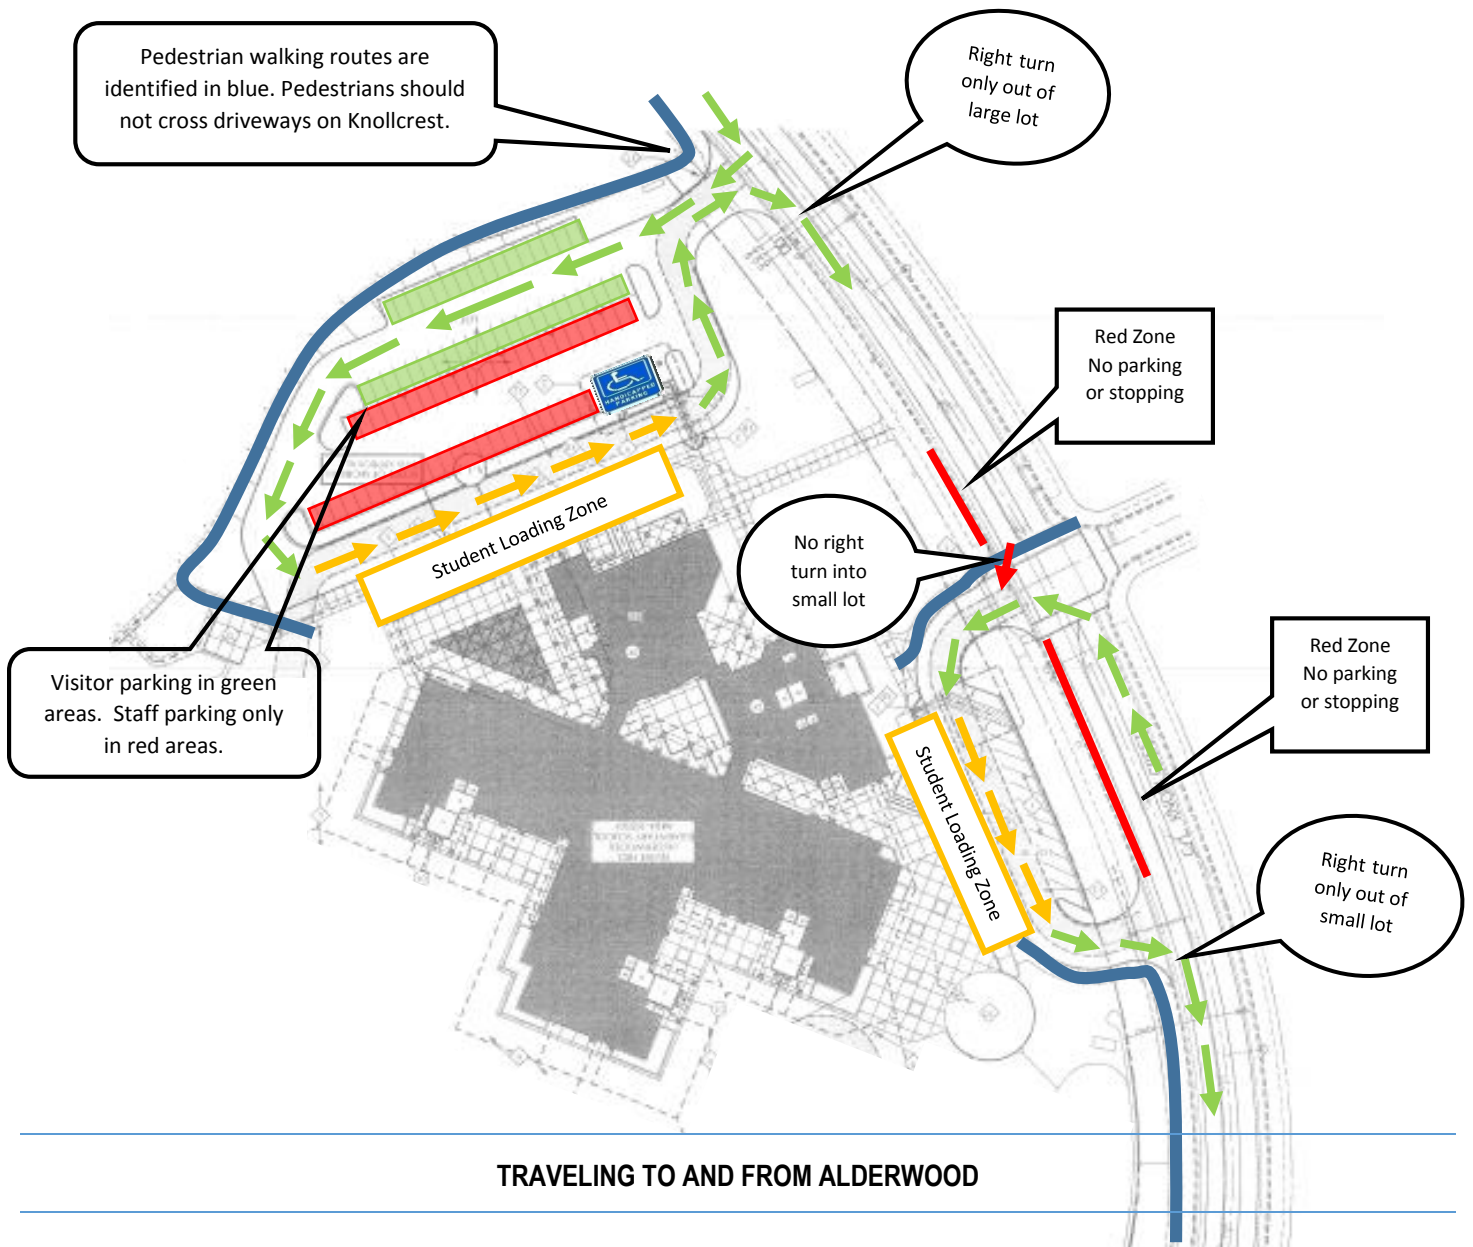 Pedestrian walking routes are
identified in blue. Pedestrians should
not cross driveways on Knollcrest.
Right turn
only out of
large lot
Red Zone
No parking
or stopping
HANDICAPPED
PARKING
Student Loading Zone
No right
turn into
small lot
Red Zone
No parking
or stopping
Visitor parking in green
areas.  Staff parking only
in red areas.
Student Loading Zone
Right turn
only out of
small lot
TRAVELING TO AND FROM ALDERWOOD